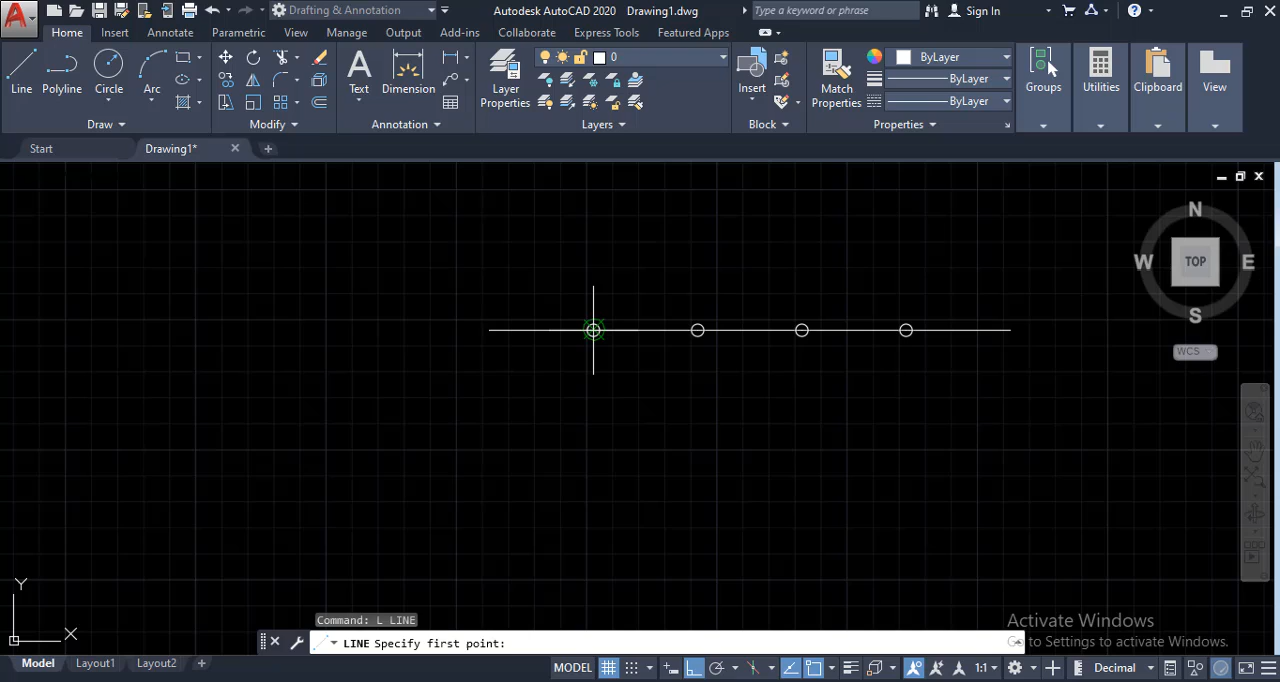 A Drafting & Annotation Autodesk AutoCAD 2020 Drawing1.dwg Type a keyword or phrase Sign In
Home Insert Annotate Parametric View Manage Output Add-ins Collaborate Express Tools Featured Apps
0 ByLayer
ByLayer
ByLayer
Line Polyline Circle Arc Text Dimension Layer Properties Insert Match Properties Groups Utilities Clipboard View
Draw Modify Annotation Layers Block Properties
Start Drawing1*
N
W TOP E
S
WCS
Y
X
Command: L LINE
LINE Specify first point:
Activate Windows
Go to Settings to activate Windows.
Model Layout1 Layout2 MODEL 1:1 Decimal